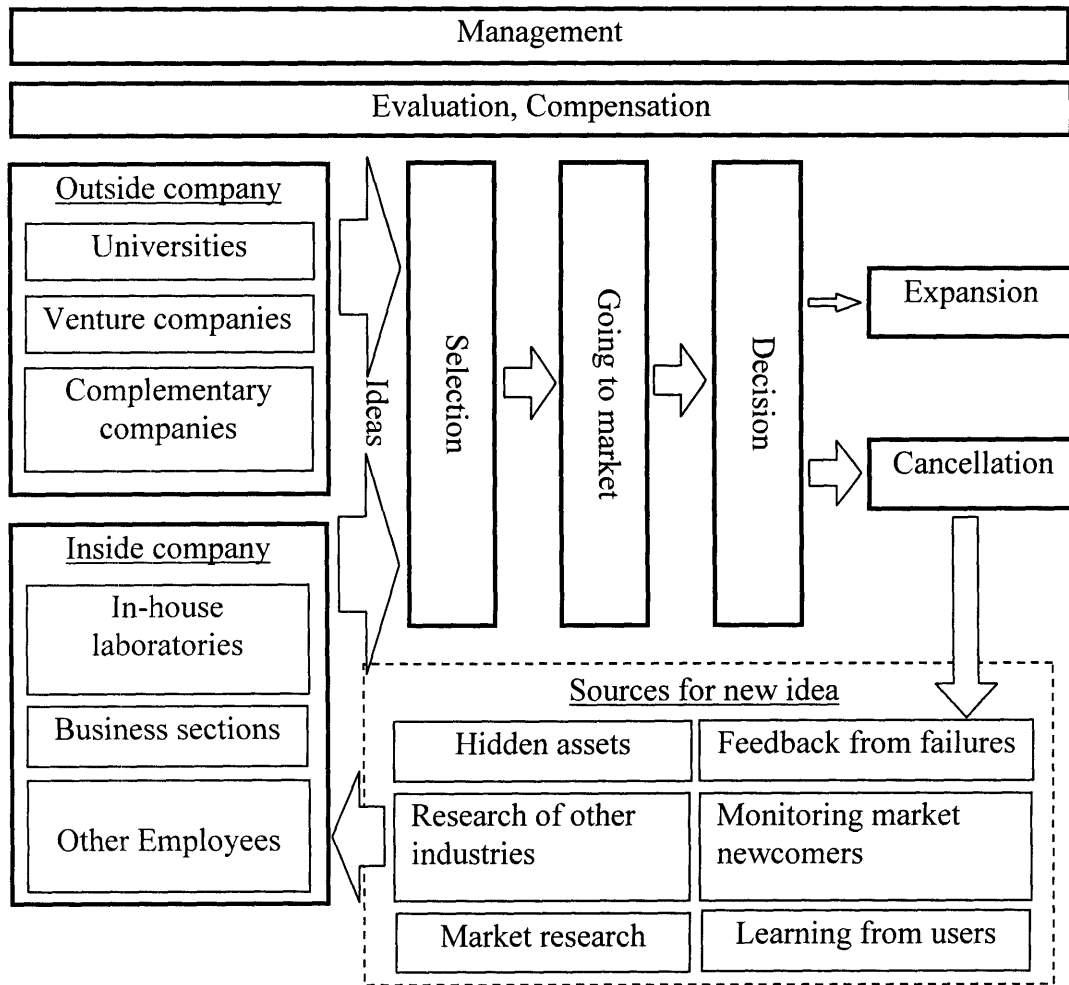 Management
Evaluation, Compensation
Outside company
Universities
Venture companies
Complementary
companies
Inside company
In-house
laboratories
Business sections
Other Employees
Ideas
Selection
Going to market
Decision
Expansion
Cancellation
Sources for new idea
Hidden assets
Feedback from failures
Research of other
industries
Monitoring market
newcomers
Market research
Learning from users